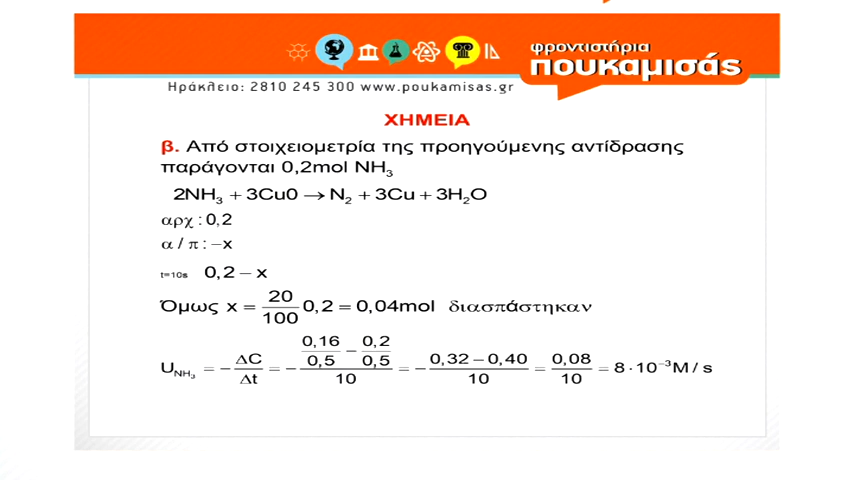 φροντιστήρια
πουκαμισάς
Ηράκλειο: 2810 245 300 www.poukamisas.gr
ΧΗΜΕΙΑ
β. Από στοιχειομετρία της προηγούμενης αντίδρασης
παράγονται 0,2mol NH₃
2NH₃ + 3Cu0 → N₂ + 3Cu + 3H₂O
αρχ : 0,2
α / π : −x
t=10s 0,2 − x
Όμως x = 20/100 0,2 = 0,04mol διασπάστηκαν
U_NH₃ = − ΔC/Δt = − (0,16/0,5 − 0,2/0,5)/10 = − (0,32 − 0,40)/10 = 0,08/10 = 8 · 10⁻³ M / s